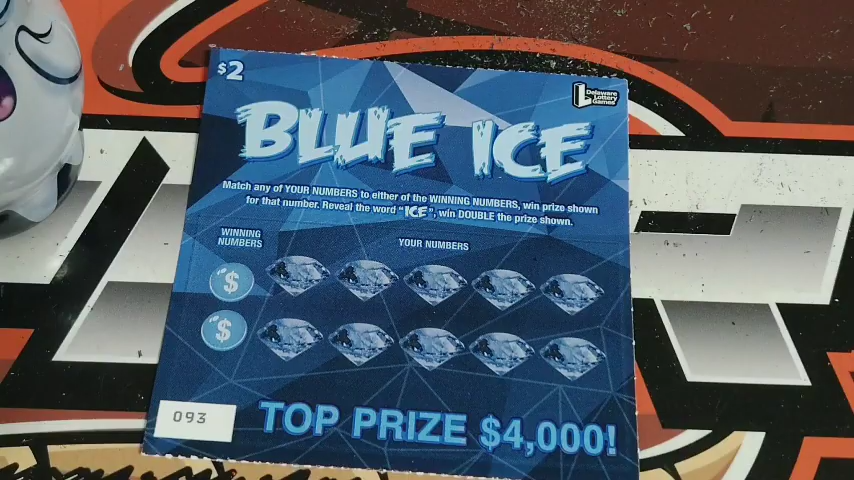 $2
Delaware
Lottery
Games
BLUE ICE
Match any of YOUR NUMBERS to either of the WINNING NUMBERS, win prize shown
for that number. Reveal the word "ICE", win DOUBLE the prize shown.
WINNING
NUMBERS
YOUR NUMBERS
$
$
093
TOP PRIZE $4,000!